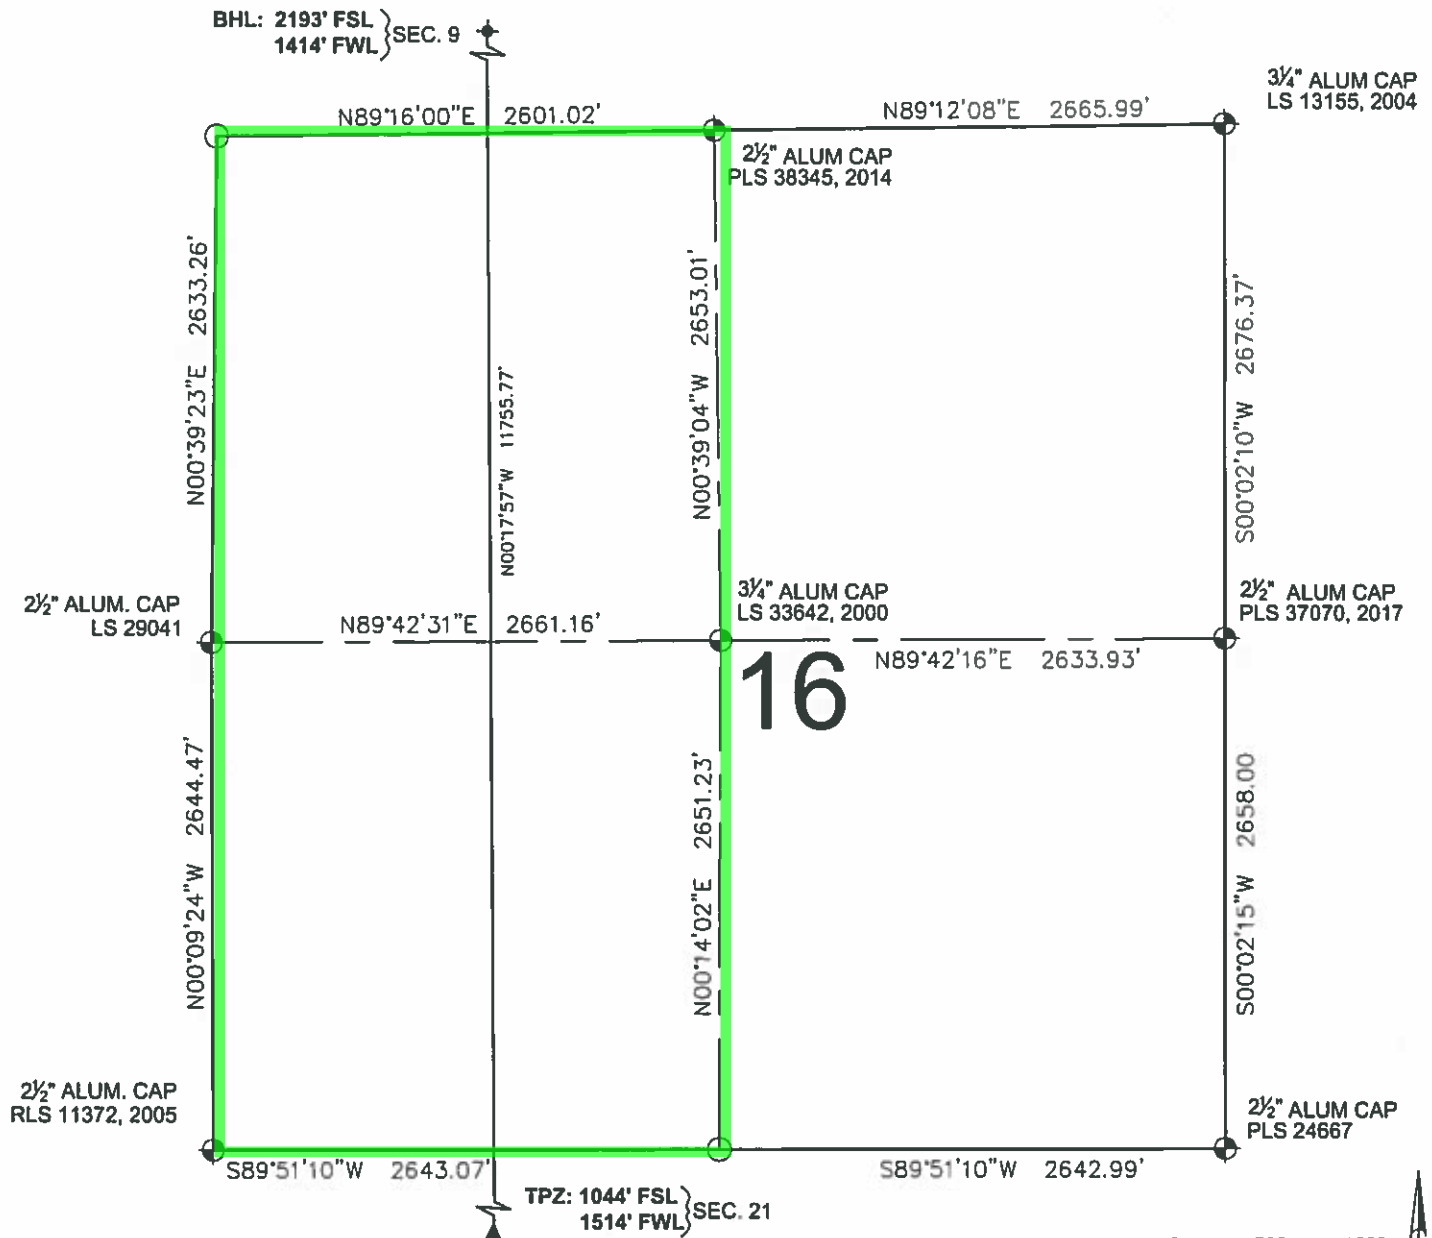 BHL: 2193' FSL
1414' FWL
SEC. 9
3¼" ALUM CAP
LS 13155, 2004
N89°16'00"E 2601.02'
N89°12'08"E 2665.99'
2½" ALUM CAP
PLS 38345, 2014
N00°39'23"E 2633.26'
N00°17'57"W 11755.77'
N00°39'04"W 2653.01'
S00°02'10"W 2676.37'
2½" ALUM. CAP
LS 29041
N89°42'31"E 2661.16'
3¼" ALUM CAP
LS 33642, 2000
2½" ALUM CAP
PLS 37070, 2017
N89°42'16"E 2633.93'
16
N00°09'24"W 2644.47'
N00°14'02"E 2651.23'
S00°02'15"W 2658.00
2½" ALUM. CAP
RLS 11372, 2005
2½" ALUM CAP
PLS 24667
S89°51'10"W 2643.07'
S89°51'10"W 2642.99'
TPZ: 1044' FSL
1514' FWL
SEC. 21